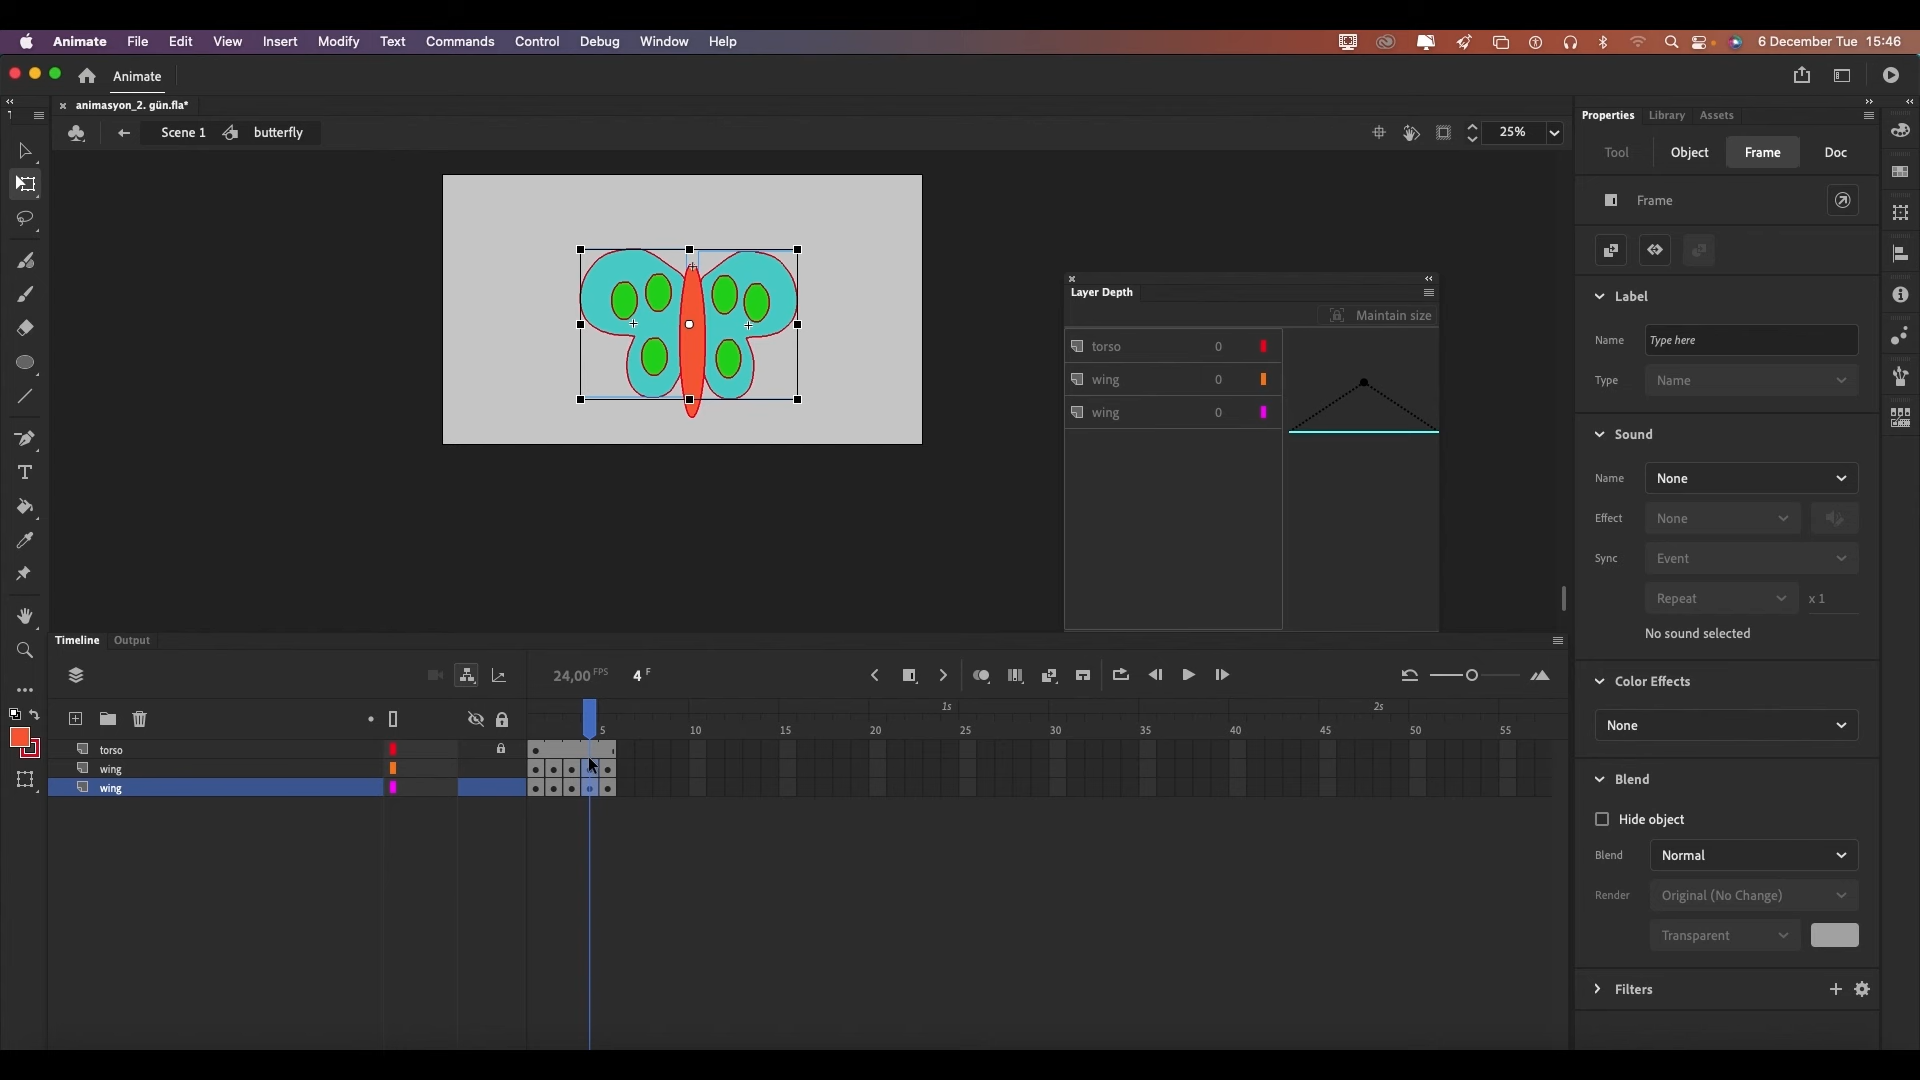 Animate File Edit View Insert Modify Text Commands Control Debug Window Help 6 December Tue 15:46
Animate
animasyon_2. gün.fla*
Scene 1 butterfly 25%
Properties Library Assets
Tool Object Frame Doc
Frame
Label
Name Type here
Type Name
Sound
Name None
Effect None
Sync Event
Repeat x 1
No sound selected
Color Effects
None
Blend
Hide object
Blend Normal
Render Original (No Change)
Transparent
Filters
Layer Depth
Maintain size
torso 0
wing 0
wing 0
Timeline Output
24,00 FPS 4 F
1s 2s
5 10 15 20 25 30 35 40 45 50 55
torso
wing
wing